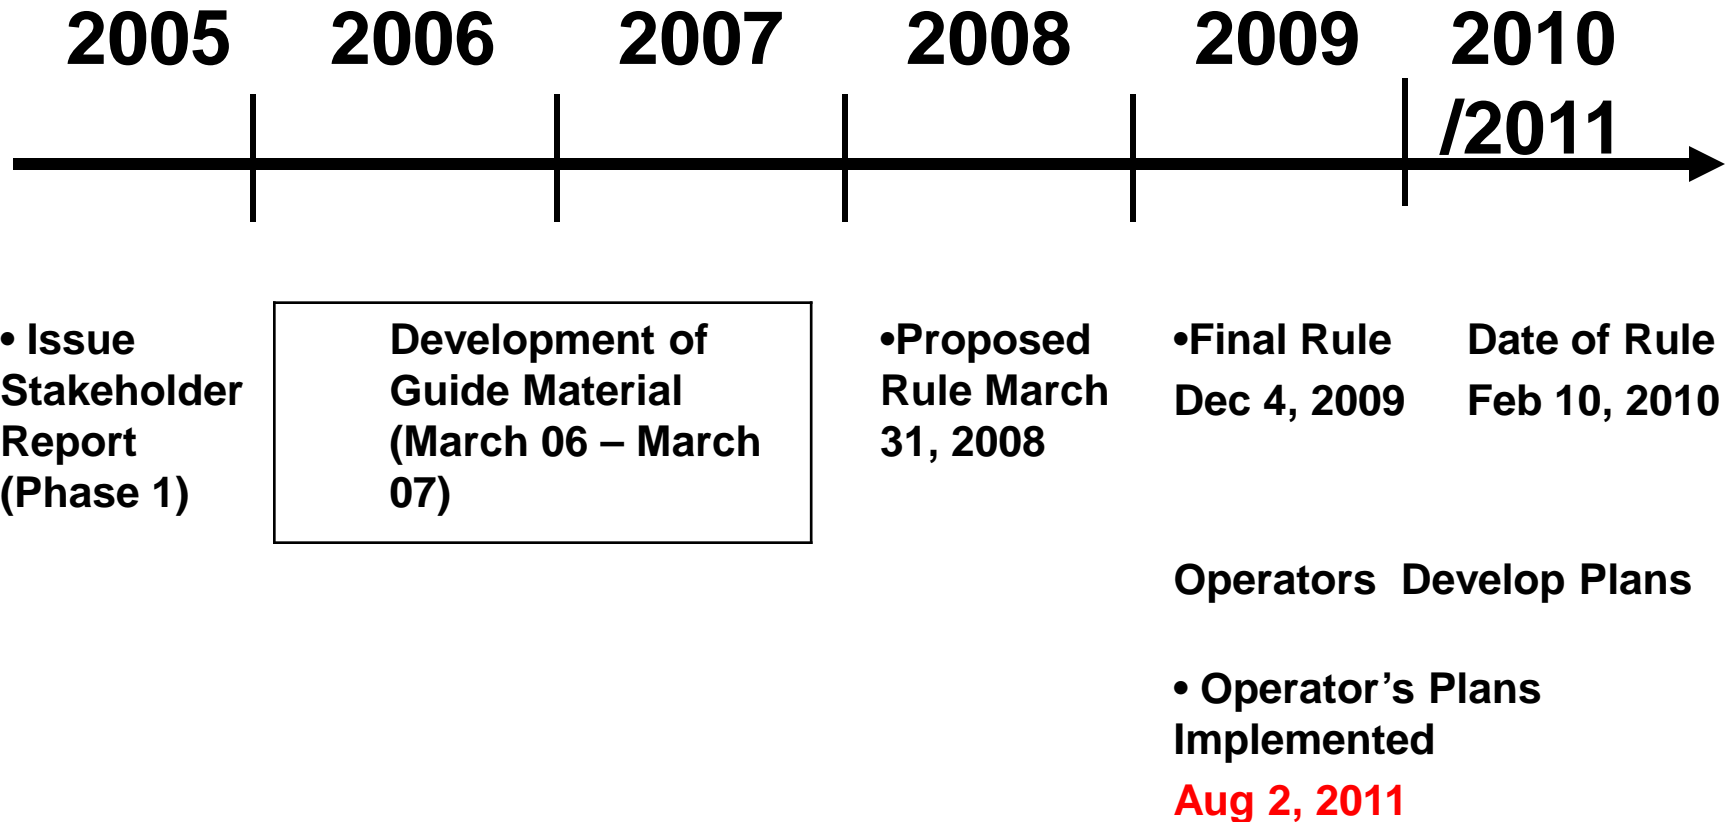 2005 2006 2007 2008 2009 2010
/2011
• Issue
Stakeholder
Report
(Phase 1)
Development of
Guide Material
(March 06 – March
07)
•Proposed
Rule March
31, 2008
•Final Rule
Dec 4, 2009
Date of Rule
Feb 10, 2010
Operators  Develop Plans
• Operator’s Plans
Implemented
Aug 2, 2011